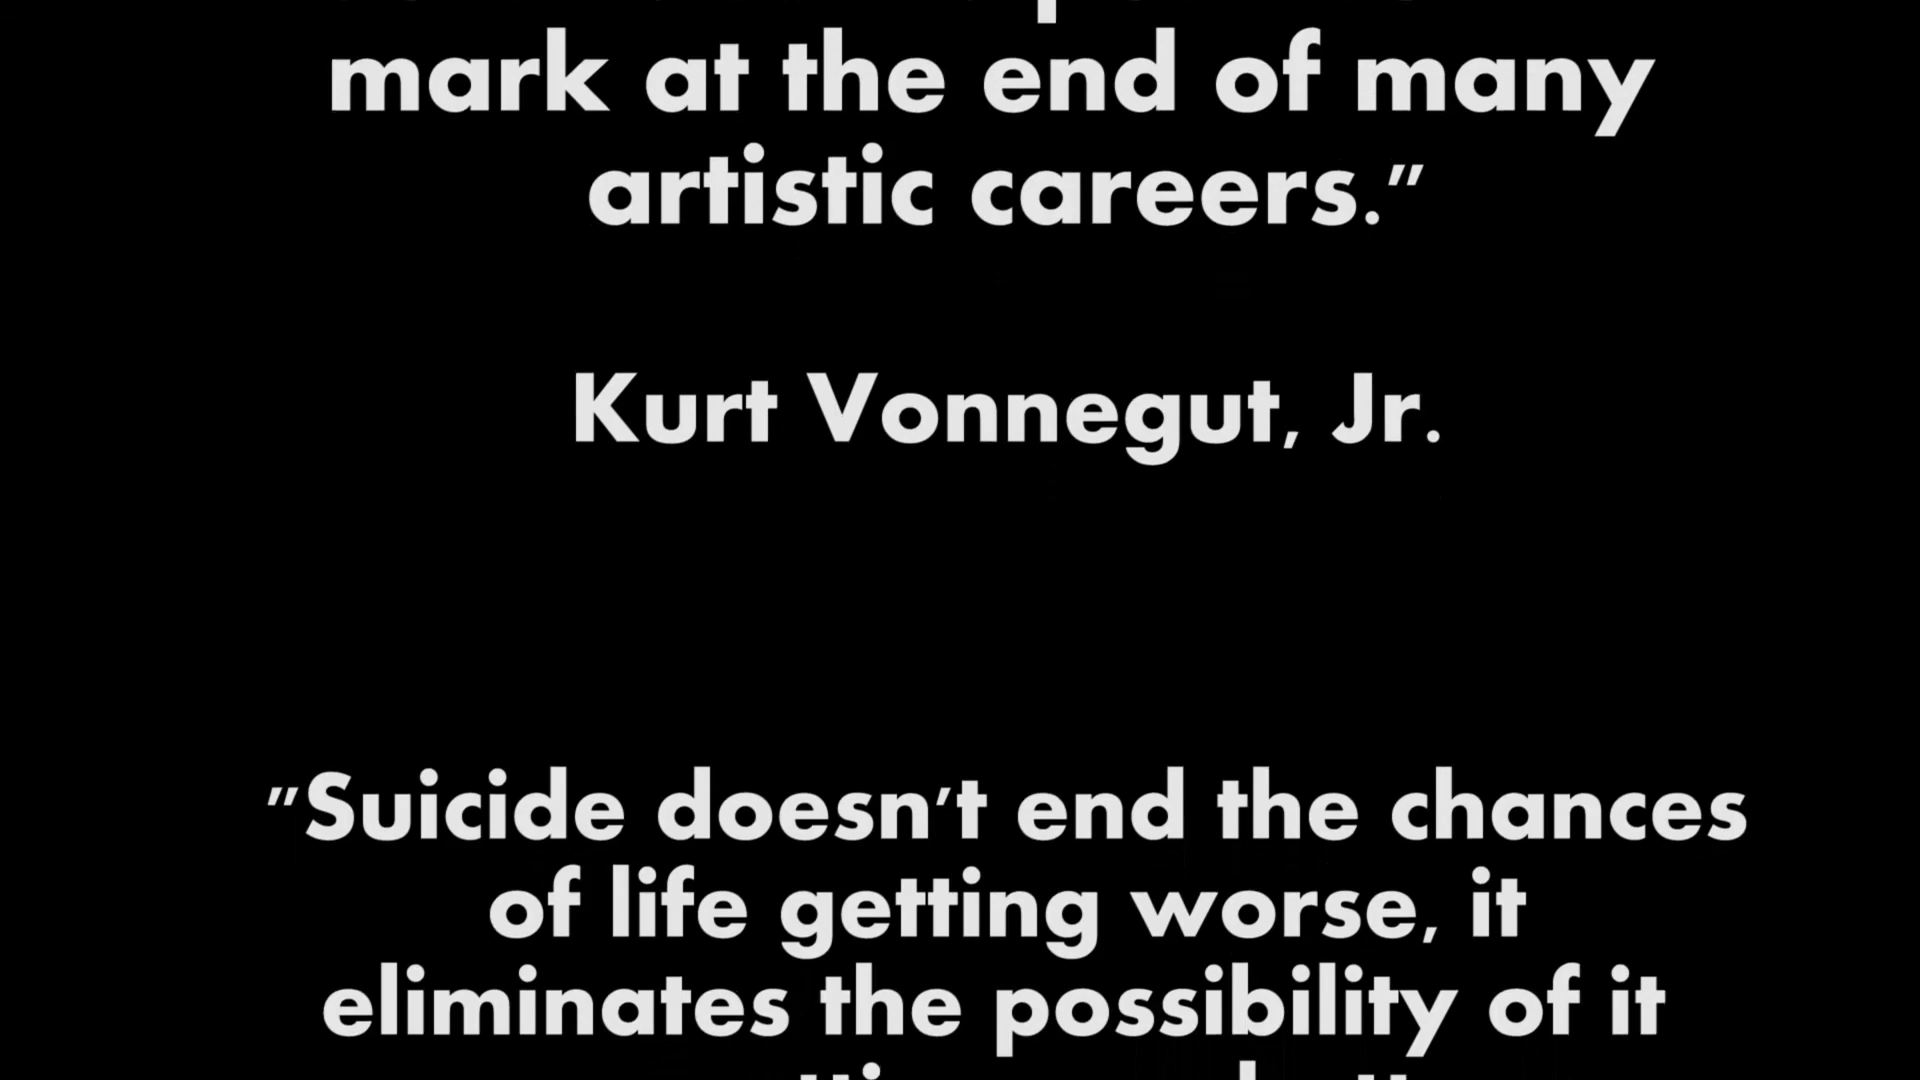 mark at the end of many
artistic careers.”
Kurt Vonnegut, Jr.
”Suicide doesn’t end the chances
of life getting worse, it
eliminates the possibility of it